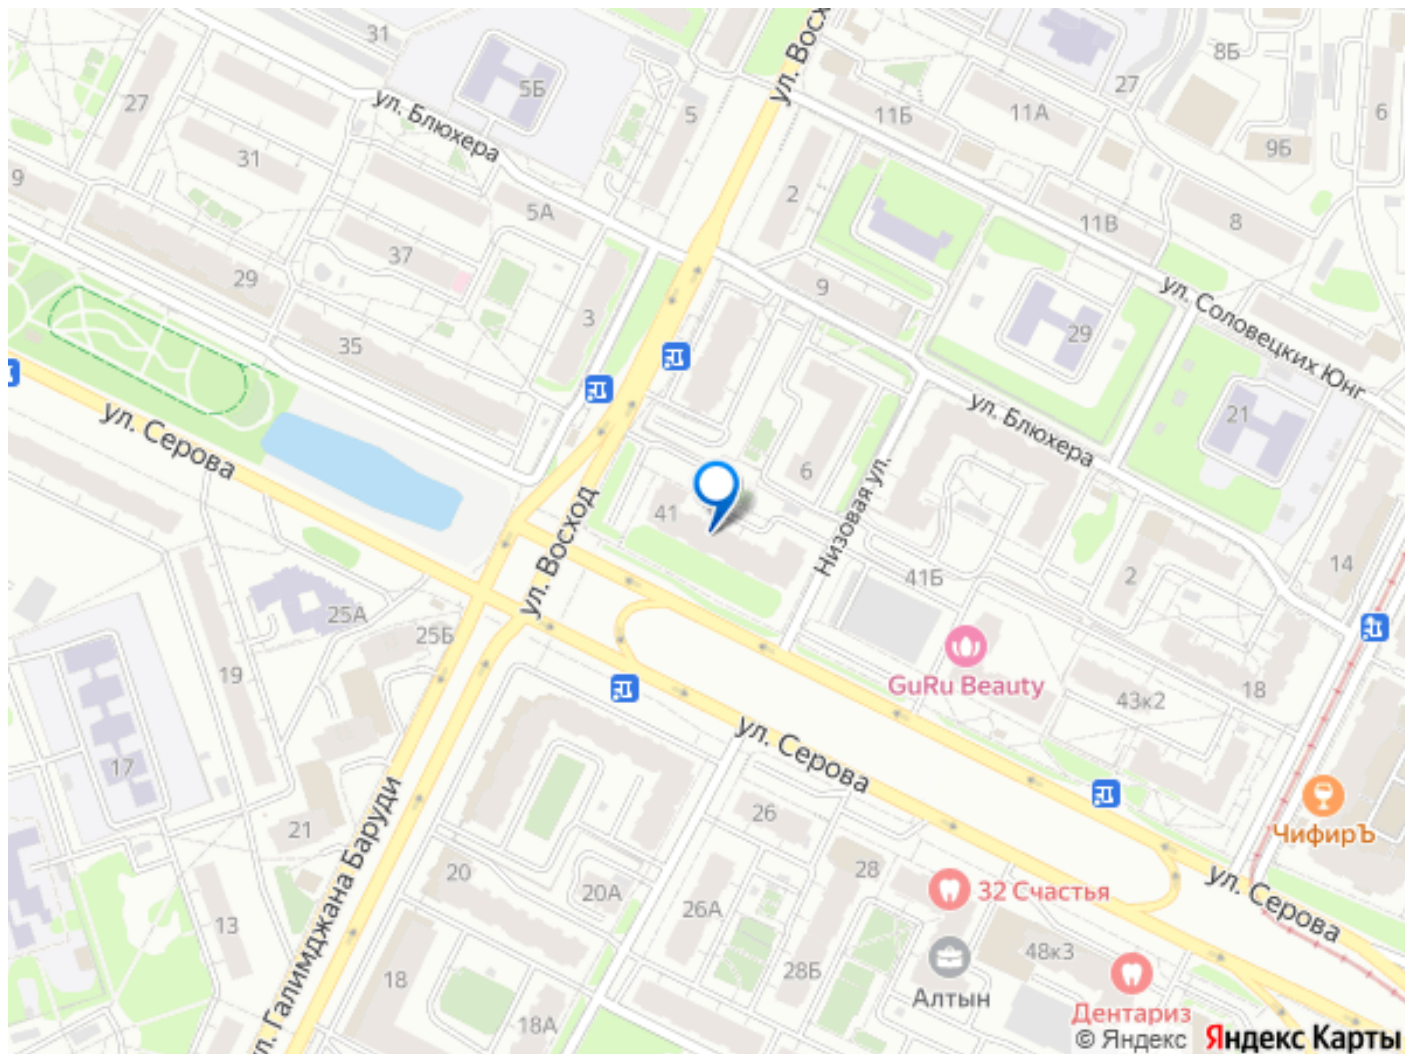 31
ул. Восх
5Б
27
5
ул. Блюхера
31
27
8Б
11А
11Б
6
9Б
9
5А
2
11В
8
37
29
9
ул. Соловецких Юнг
3
29
35
21
ул. Блюхера
ул. Серова
6
Низовая ул.
41
ул. Восход
14
41Б
2
25А
25Б
GuRu Beauty
19
18
43к2
17
ул. Серова
26
21
ЧифирЪ
20
28
20А
32 Счастья
ул. Серова
26А
13
ул. Галимджана Баруди
48к3
18
28Б
Алтын
18А
Дентариз
© Яндекс Яндекс Карты